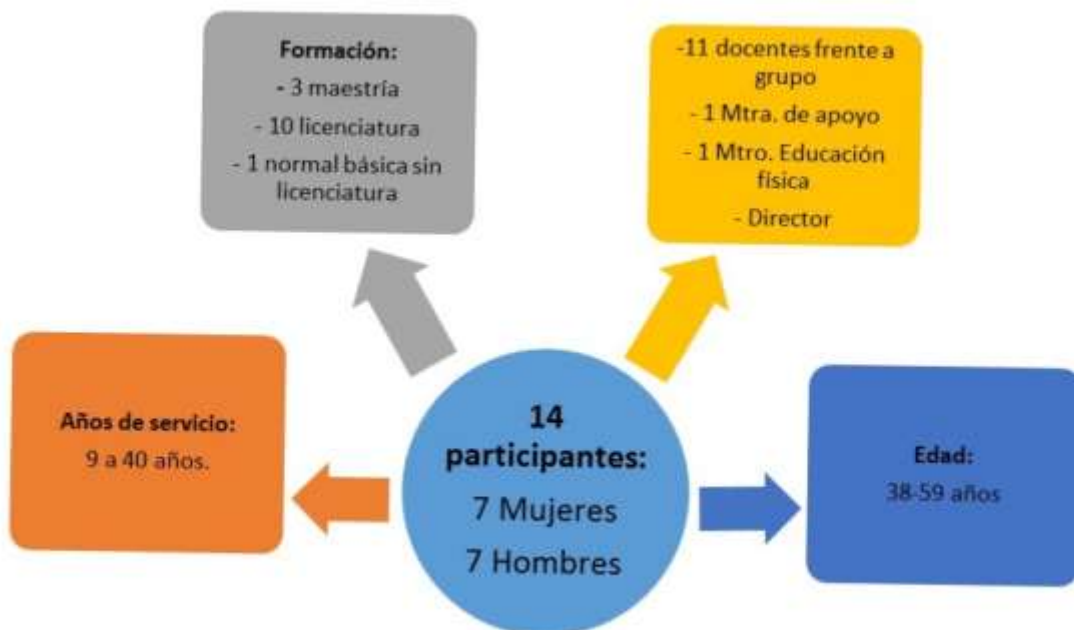 Formación:
- 3 maestría
- 10 licenciatura
- 1 normal básica sin
licenciatura
-11 docentes frente a
grupo
- 1 Mtra. de apoyo
- 1 Mtro. Educación
física
- Director
Años de servicio:
9 a 40 años.
14
participantes:
7 Mujeres
7 Hombres
Edad:
38-59 años